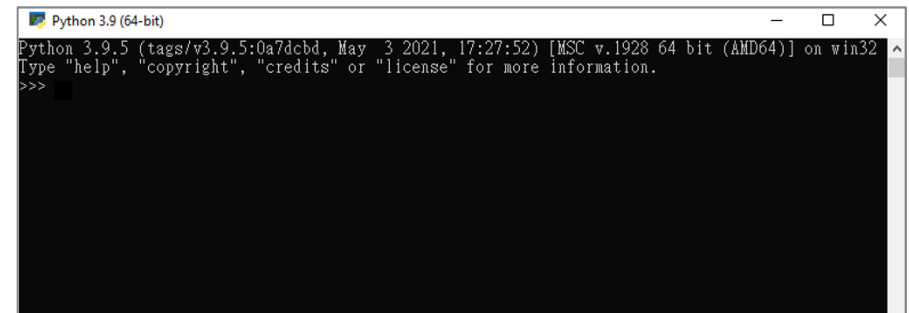 Python 3.9 (64-bit)
Python 3.9.5 (tags/v3.9.5:0a7dcbd, May  3 2021, 17:27:52) [MSC v.1928 64 bit (AMD64)] on win32
Type "help", "copyright", "credits" or "license" for more information.
>>>